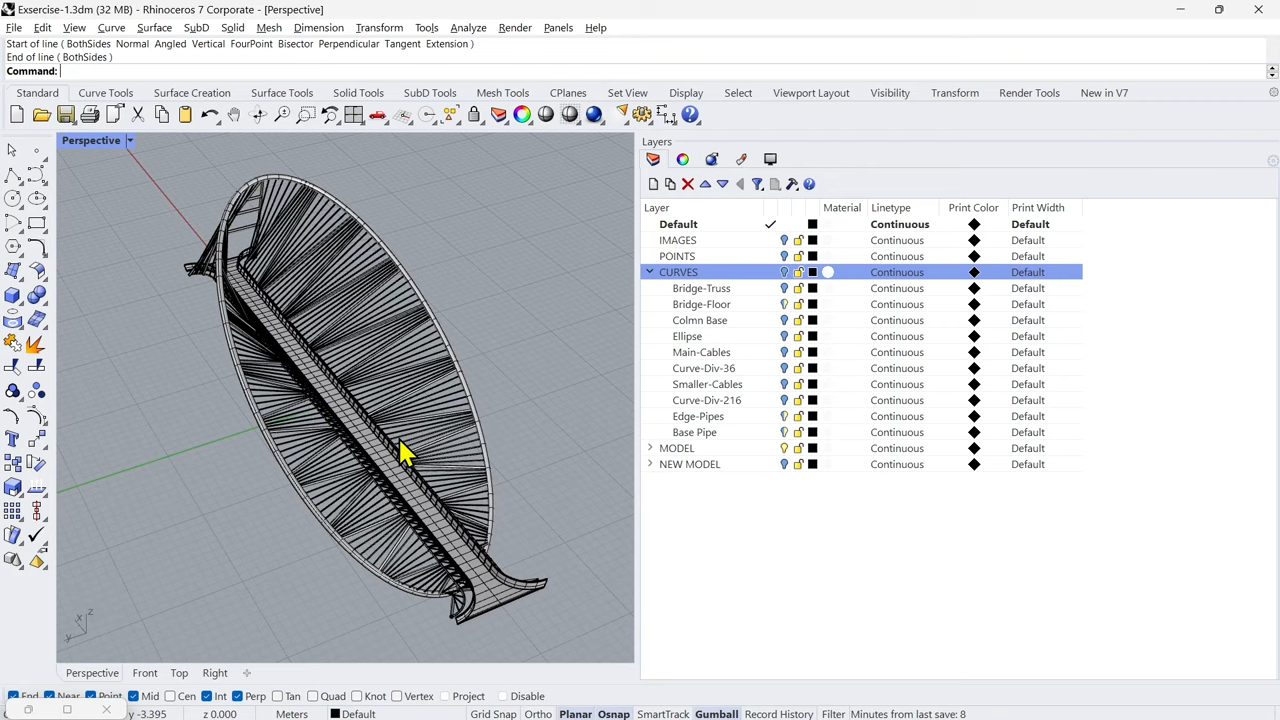 Exsercise-1.3dm (32 MB) - Rhinoceros 7 Corporate - [Perspective]
File Edit View Curve Surface SubD Solid Mesh Dimension Transform Tools Analyze Render Panels Help
Start of line ( BothSides Normal Angled Vertical FourPoint Bisector Perpendicular Tangent Extension )
End of line ( BothSides )
Command:
Standard Curve Tools Surface Creation Surface Tools Solid Tools SubD Tools Mesh Tools CPlanes Set View Display Select Viewport Layout Visibility Transform Render Tools New in V7
Perspective
Layers
Layer Material Linetype Print Color Print Width
Default Continuous Default
IMAGES Continuous Default
POINTS Continuous Default
CURVES Continuous Default
Bridge-Truss Continuous Default
Bridge-Floor Continuous Default
Colmn Base Continuous Default
Ellipse Continuous Default
Main-Cables Continuous Default
Curve-Div-36 Continuous Default
Smaller-Cables Continuous Default
Curve-Div-216 Continuous Default
Edge-Pipes Continuous Default
Base Pipe Continuous Default
MODEL Continuous Default
NEW MODEL Continuous Default
z
x
y
Perspective Front Top Right
End Near Point Mid Cen Int Perp Tan Quad Knot Vertex Project Disable
y -3.395 z 0.000 Meters Default Grid Snap Ortho Planar Osnap SmartTrack Gumball Record History Filter Minutes from last save: 8